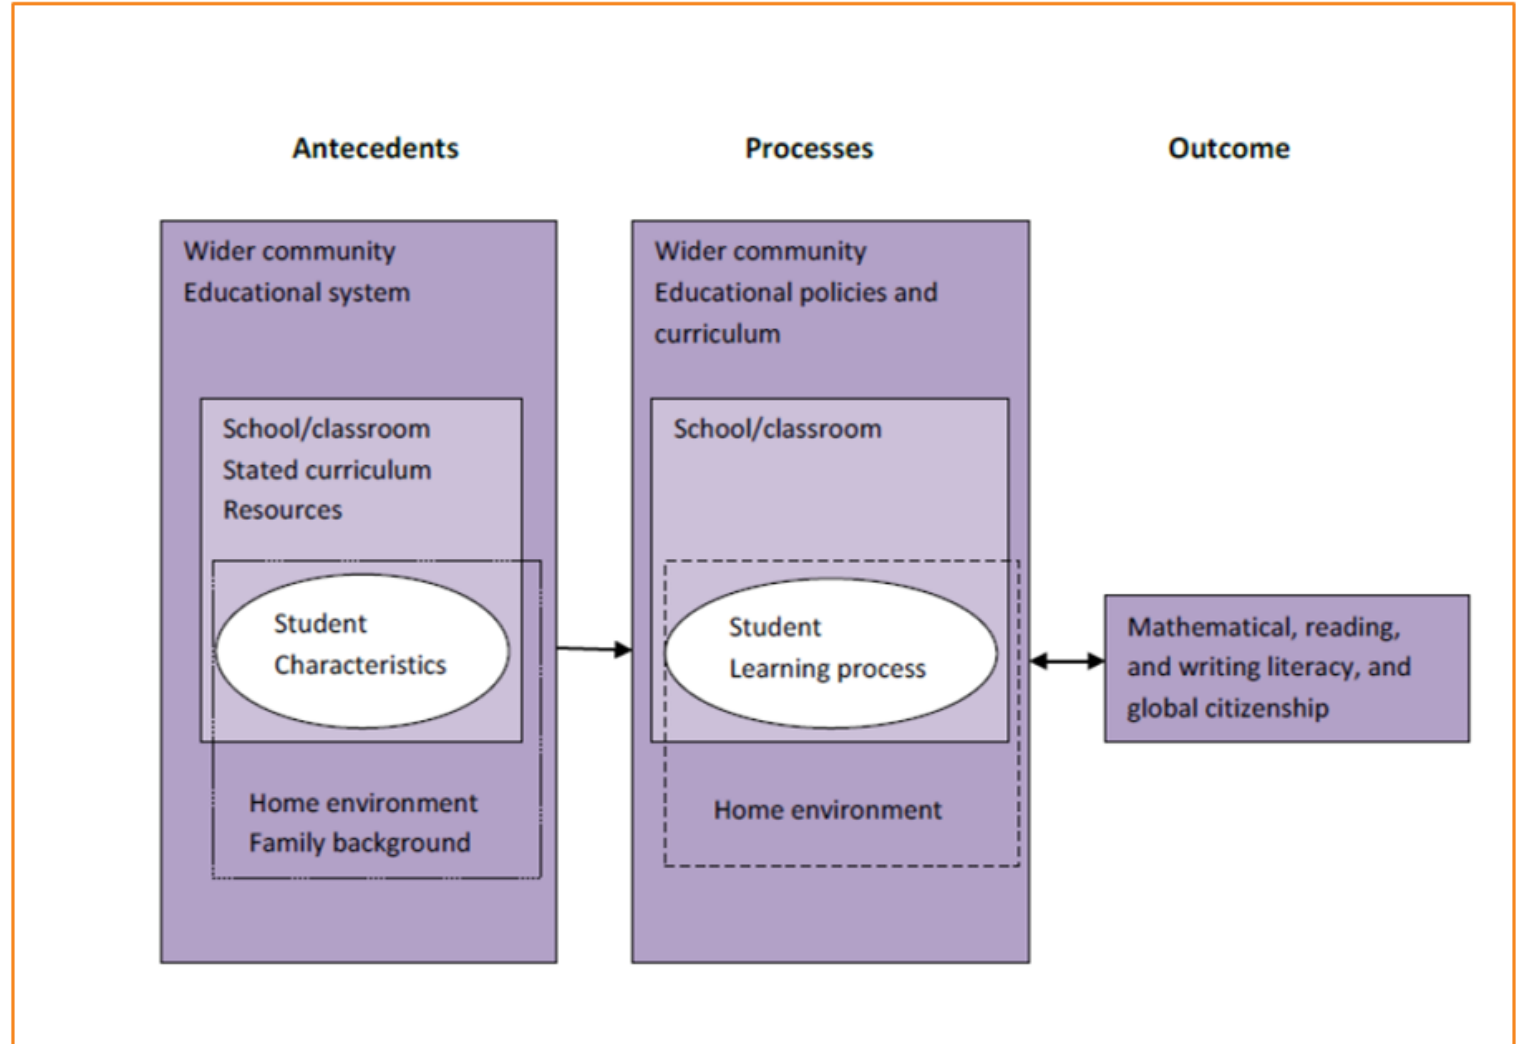 Antecedents
Processes
Outcome
Wider community
Educational system
School/classroom
Stated curriculum
Resources
Student
Characteristics
Home environment
Family background
Wider community
Educational policies and
curriculum
School/classroom
Student
Learning process
Home environment
Mathematical, reading,
and writing literacy, and
global citizenship